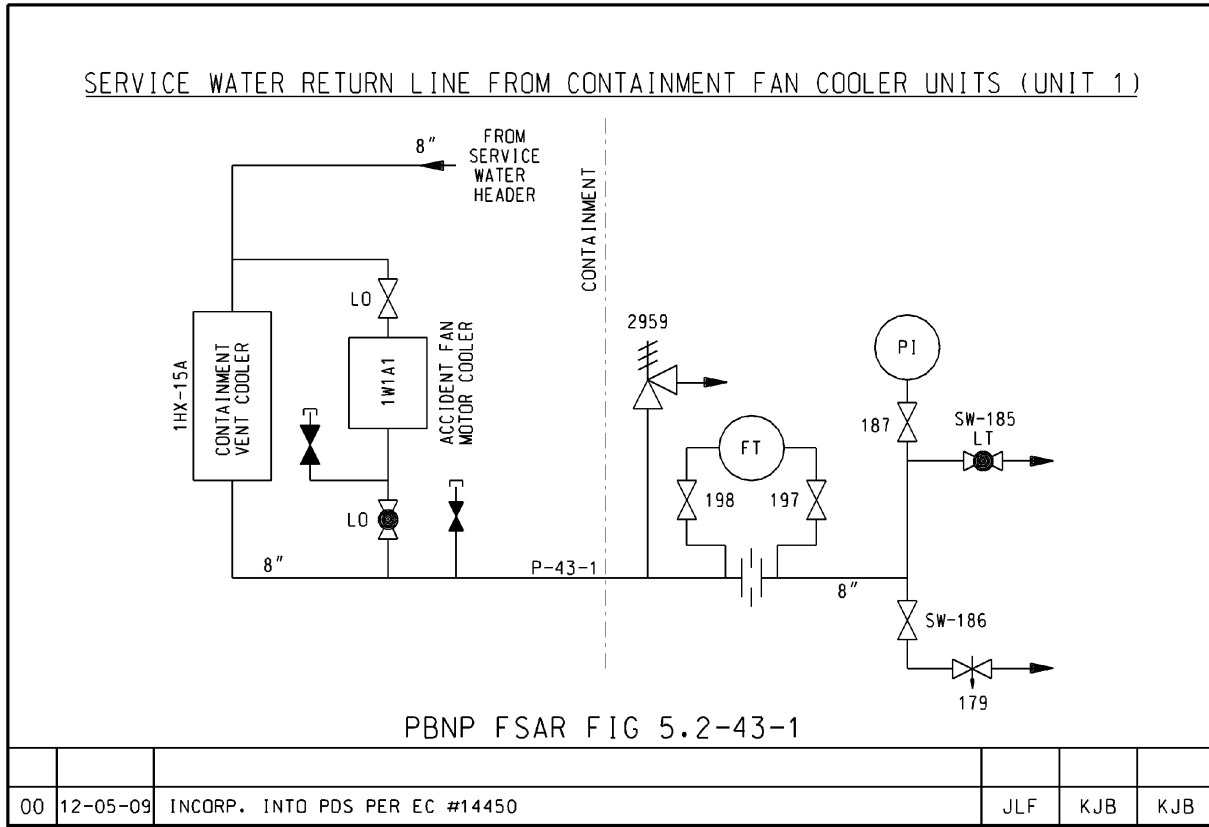 SERVICE WATER RETURN LINE FROM CONTAINMENT FAN COOLER UNITS (UNIT 1)
8"
FROM
SERVICE
WATER
HEADER
CONTAINMENT
LO
1HX-15A
CONTAINMENT
VENT COOLER
1W1A1
ACCIDENT FAN
MOTOR COOLER
LO
8"
P-43-1
2959
FT
198
197
PI
187
SW-185
LT
8"
SW-186
179
PBNP FSAR FIG 5.2-43-1
00 12-05-09 INCORP. INTO PDS PER EC #14450 JLF KJB KJB